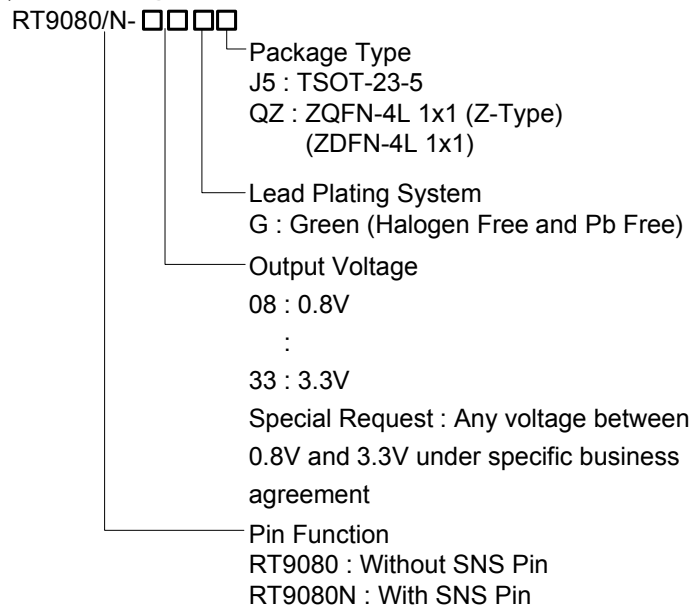 RT9080/N- □□□□
Package Type
J5 : TSOT-23-5
QZ : ZQFN-4L 1x1 (Z-Type)
(ZDFN-4L 1x1)
Lead Plating System
G : Green (Halogen Free and Pb Free)
Output Voltage
08 : 0.8V
:
33 : 3.3V
Special Request : Any voltage between
0.8V and 3.3V under specific business
agreement
Pin Function
RT9080 : Without SNS Pin
RT9080N : With SNS Pin